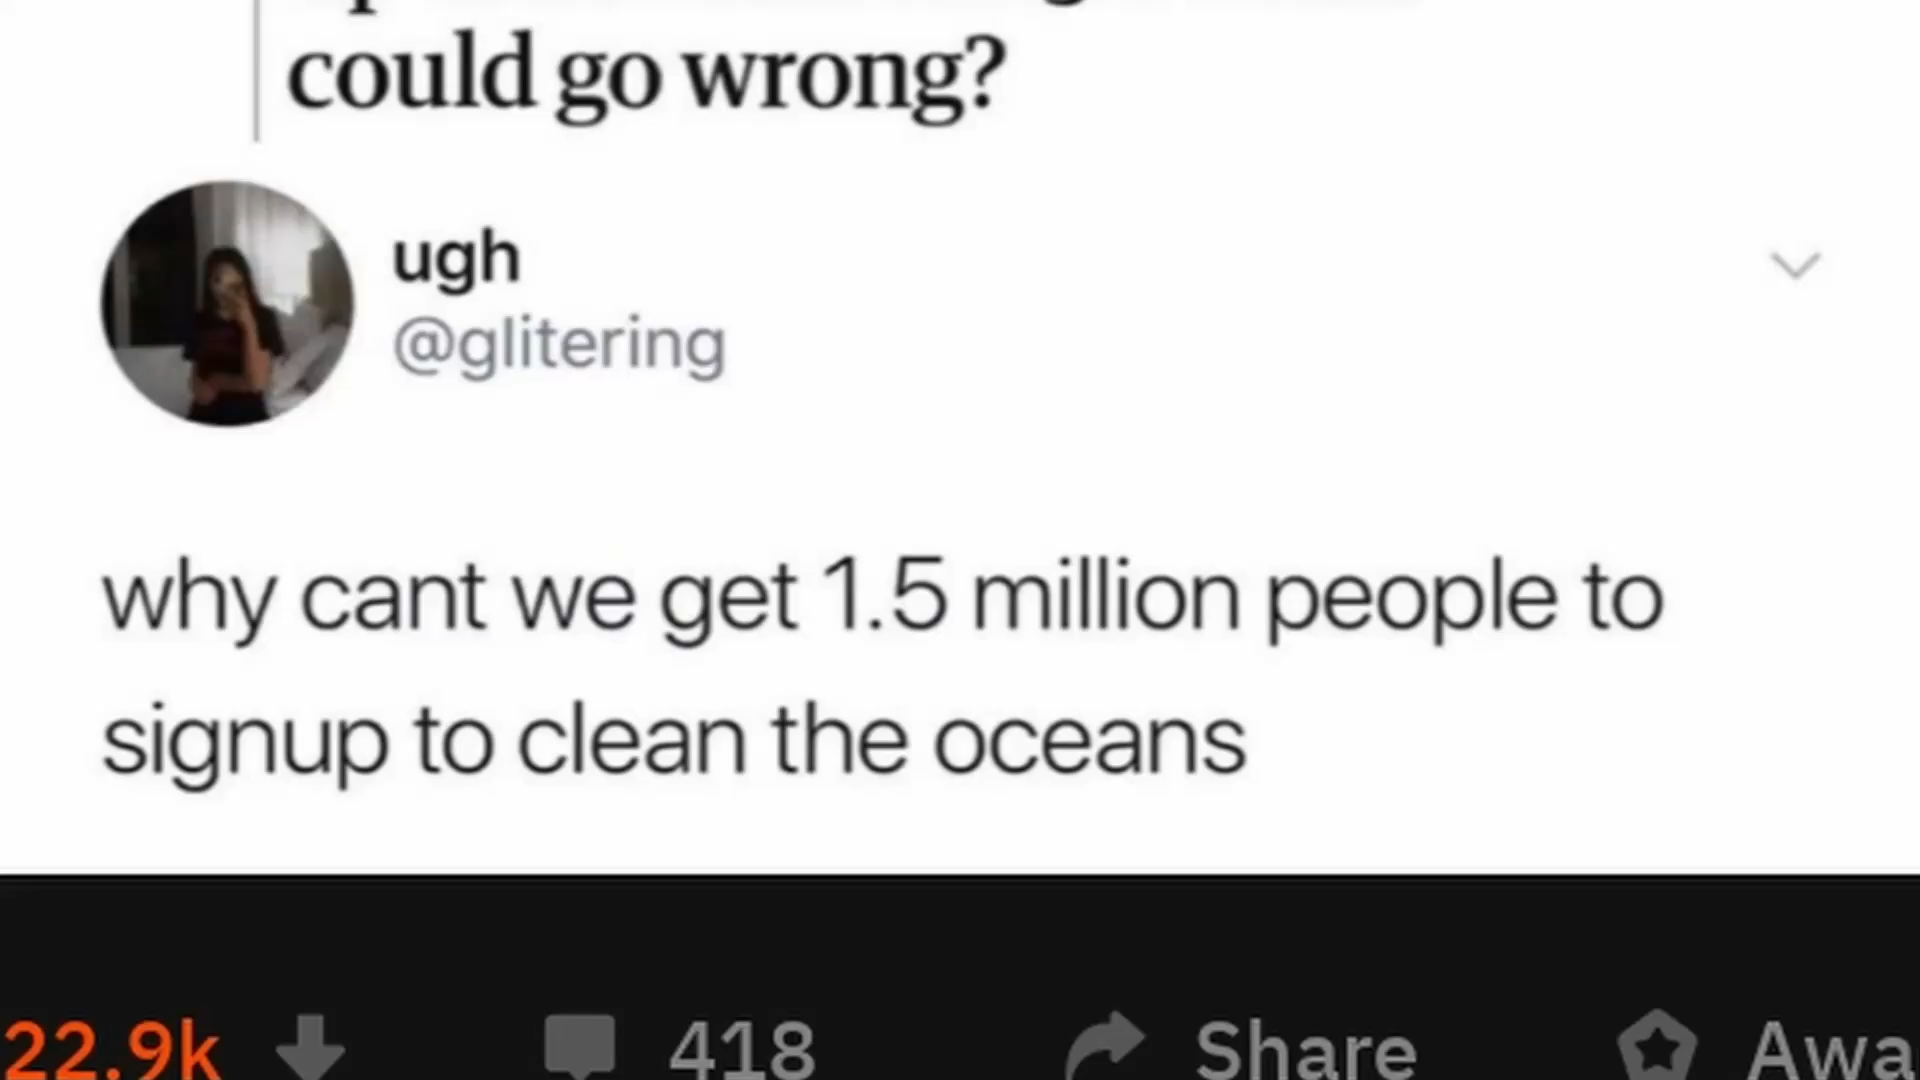 could go wrong?
ugh
@glitering
why cant we get 1.5 million people to
signup to clean the oceans
22.9k 418 Share Awa